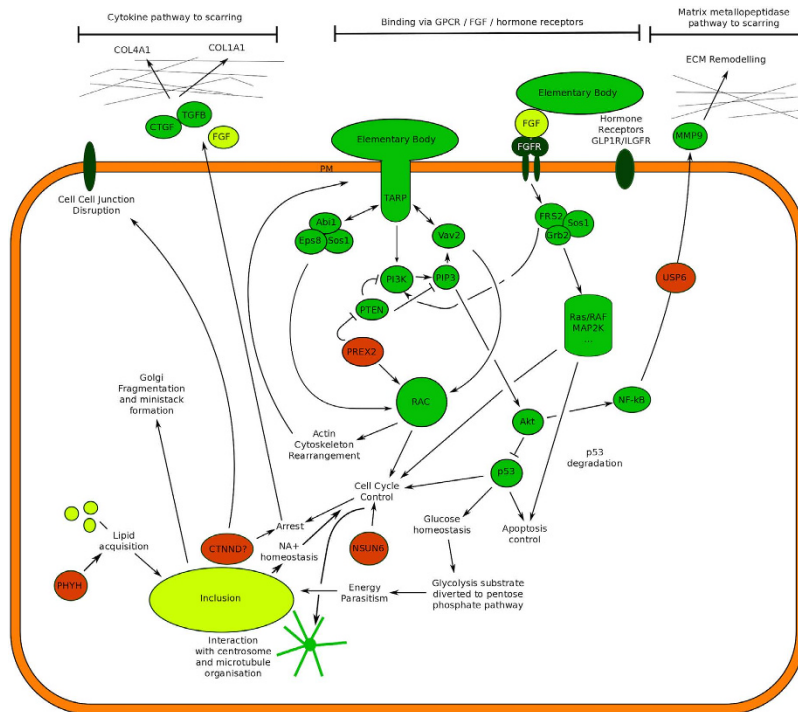 Cytokine pathway to scarring
Binding via GPCR / FGF / hormone receptors
Matrix metallopeptidase
pathway to scarring
COL4A1
COL1A1
ECM Remodelling
TGFB
CTGF
FGF
Elementary Body
Elementary Body
FGF
FGFR
Hormone
Receptors
GLP1R/ILGFR
MMP9
PM
TARP
Cell Cell Junction
Disruption
Abi1
Eps8
Sos1
Vav2
FRS2
Sos1
Grb2
PI3K
PIP3
PTEN
USP6
Ras/RAF
MAP2K
...
PREX2
Golgi
Fragmentation
and ministack
formation
RAC
Akt
NF-kB
Actin
Cytoskeleton
Rearrangement
p53
degradation
p53
Cell Cycle
Control
Lipid
acquisition
Arrest
Glucose
homeostasis
Apoptosis
control
CTNND?
NA+
homeostasis
NSUN6
PHYH
Inclusion
Energy
Parasitism
Glycolysis substrate
diverted to pentose
phosphate pathway
Interaction
with centrosome
and microtubule
organisation